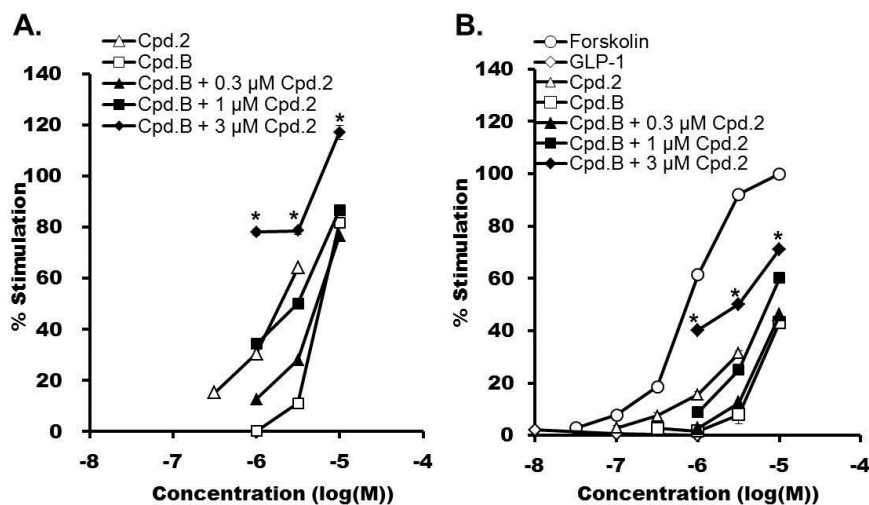 A.
Cpd.2
Cpd.B
Cpd.B + 0.3 µM Cpd.2
Cpd.B + 1 µM Cpd.2
Cpd.B + 3 µM Cpd.2
140
120
100
80
60
40
20
0
% Stimulation
*
*
*
-8
-7
-6
-5
-4
Concentration (log(M))
B.
Forskolin
GLP-1
Cpd.2
Cpd.B
Cpd.B + 0.3 µM Cpd.2
Cpd.B + 1 µM Cpd.2
Cpd.B + 3 µM Cpd.2
140
120
100
80
60
40
20
0
% Stimulation
*
*
*
-8
-7
-6
-5
-4
Concentration (log(M))